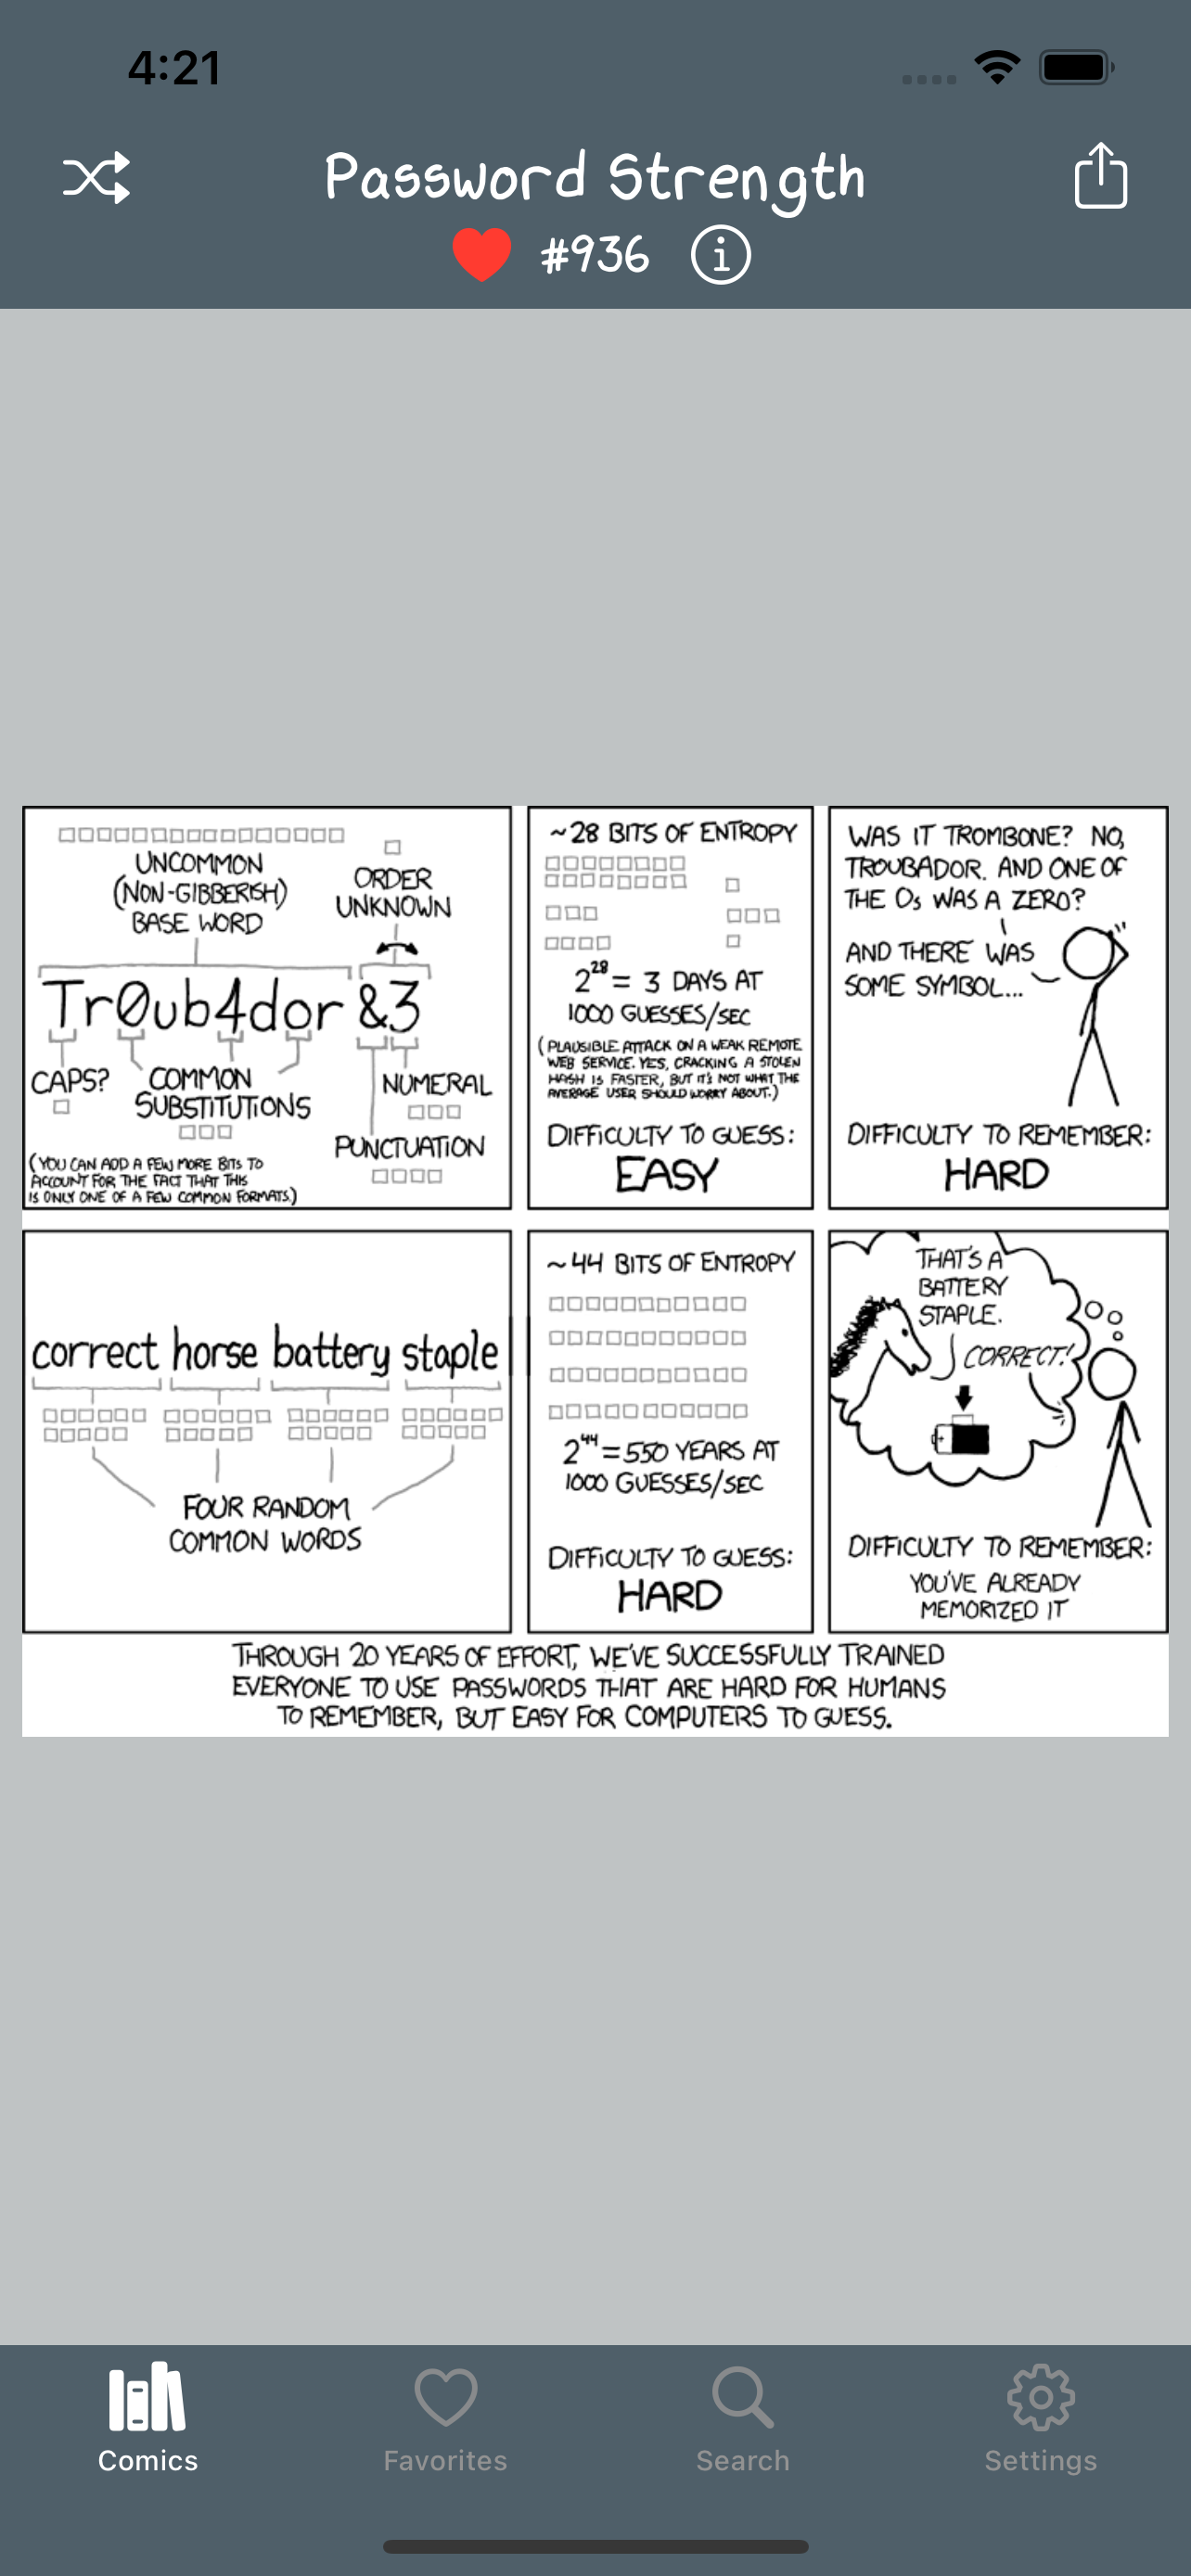 4:21
Password Strength
#936
UNCOMMON
(NON-GIBBERISH)
BASE WORD
ORDER
UNKNOWN
Tr0ub4dor &3
CAPS?
COMMON
SUBSTITUTIONS
NUMERAL
PUNCTUATION
(YOU CAN ADD A FEW MORE BITS TO
ACCOUNT FOR THE FACT THAT THIS
IS ONLY ONE OF A FEW COMMON FORMATS.)
~28 BITS OF ENTROPY
2^28 = 3 DAYS AT
1000 GUESSES/SEC
(PLAUSIBLE ATTACK ON A WEAK REMOTE
WEB SERVICE. YES, CRACKING A STOLEN
HASH IS FASTER, BUT IT'S NOT WHAT THE
AVERAGE USER SHOULD WORRY ABOUT.)
DIFFICULTY TO GUESS:
EASY
WAS IT TROMBONE? NO,
TROUBADOR. AND ONE OF
THE Os WAS A ZERO?
AND THERE WAS
SOME SYMBOL...
DIFFICULTY TO REMEMBER:
HARD
correct horse battery staple
FOUR RANDOM
COMMON WORDS
~44 BITS OF ENTROPY
2^44 = 550 YEARS AT
1000 GUESSES/SEC
DIFFICULTY TO GUESS:
HARD
THAT'S A
BATTERY
STAPLE.
CORRECT!
DIFFICULTY TO REMEMBER:
YOU'VE ALREADY
MEMORIZED IT
THROUGH 20 YEARS OF EFFORT, WE'VE SUCCESSFULLY TRAINED
EVERYONE TO USE PASSWORDS THAT ARE HARD FOR HUMANS
TO REMEMBER, BUT EASY FOR COMPUTERS TO GUESS.
Comics
Favorites
Search
Settings